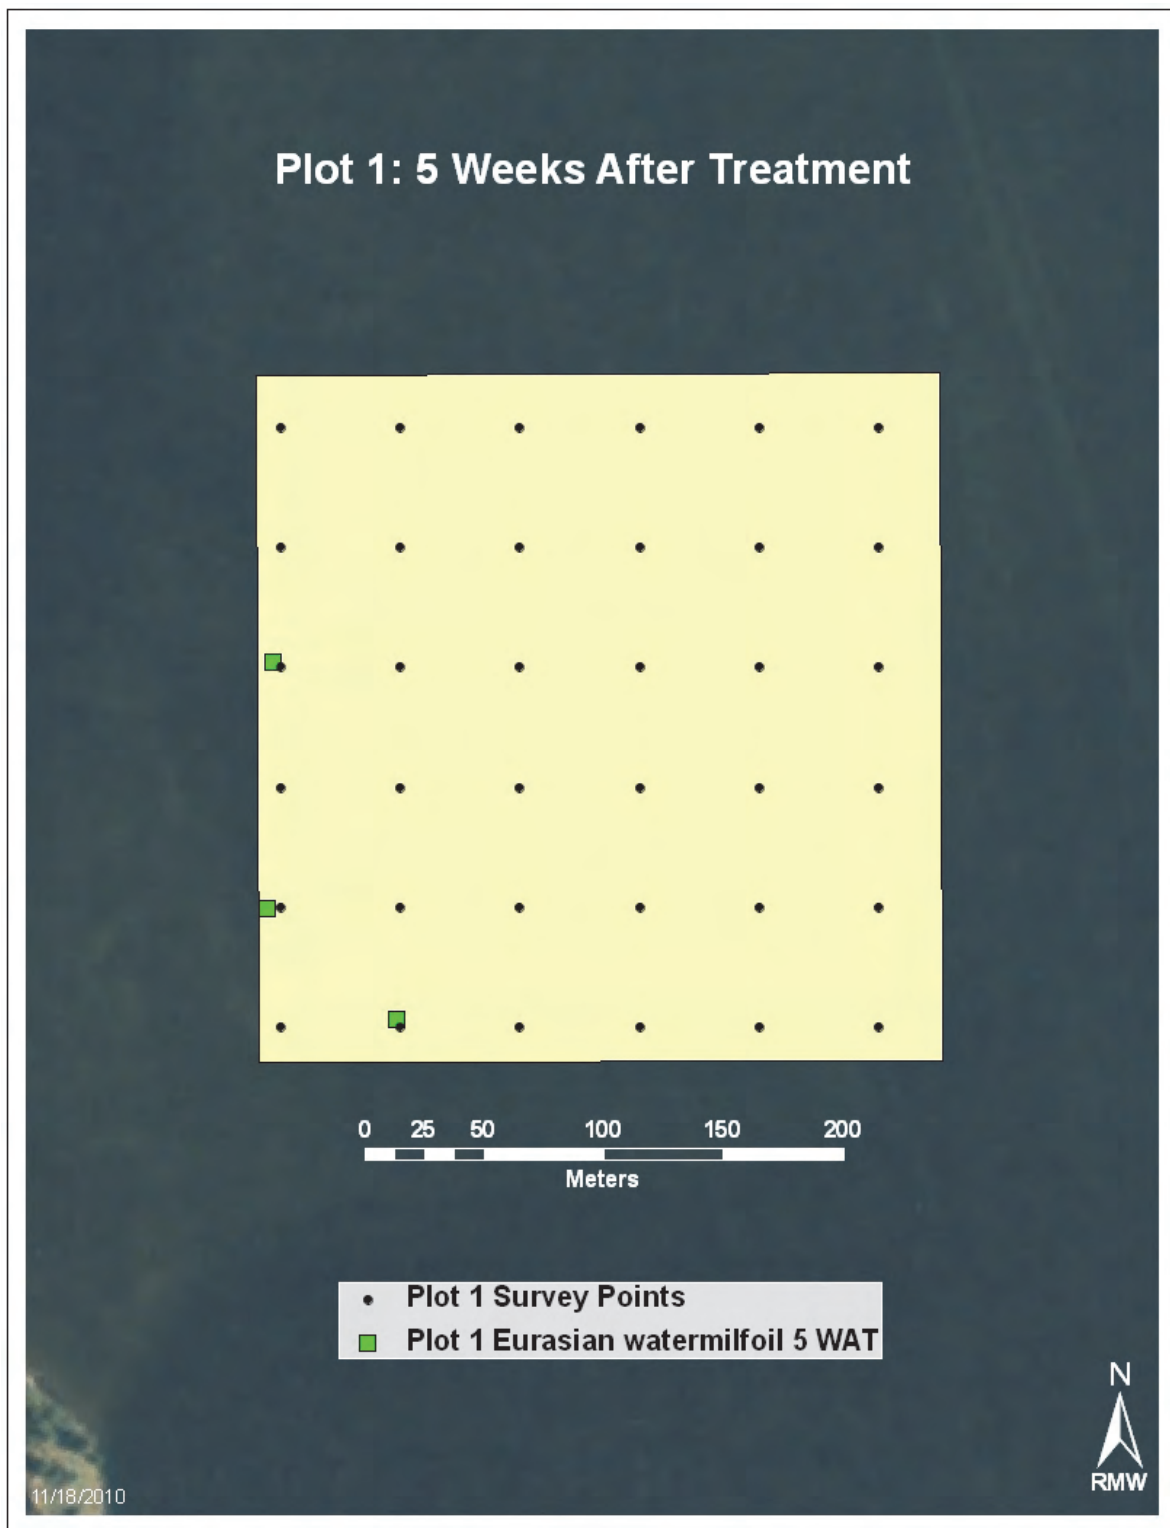 Plot 1: 5 Weeks After Treatment
0 25 50 100 150 200
Meters
Plot 1 Survey Points
Plot 1 Eurasian watermilfoil 5 WAT
N
RMW
11/18/2010